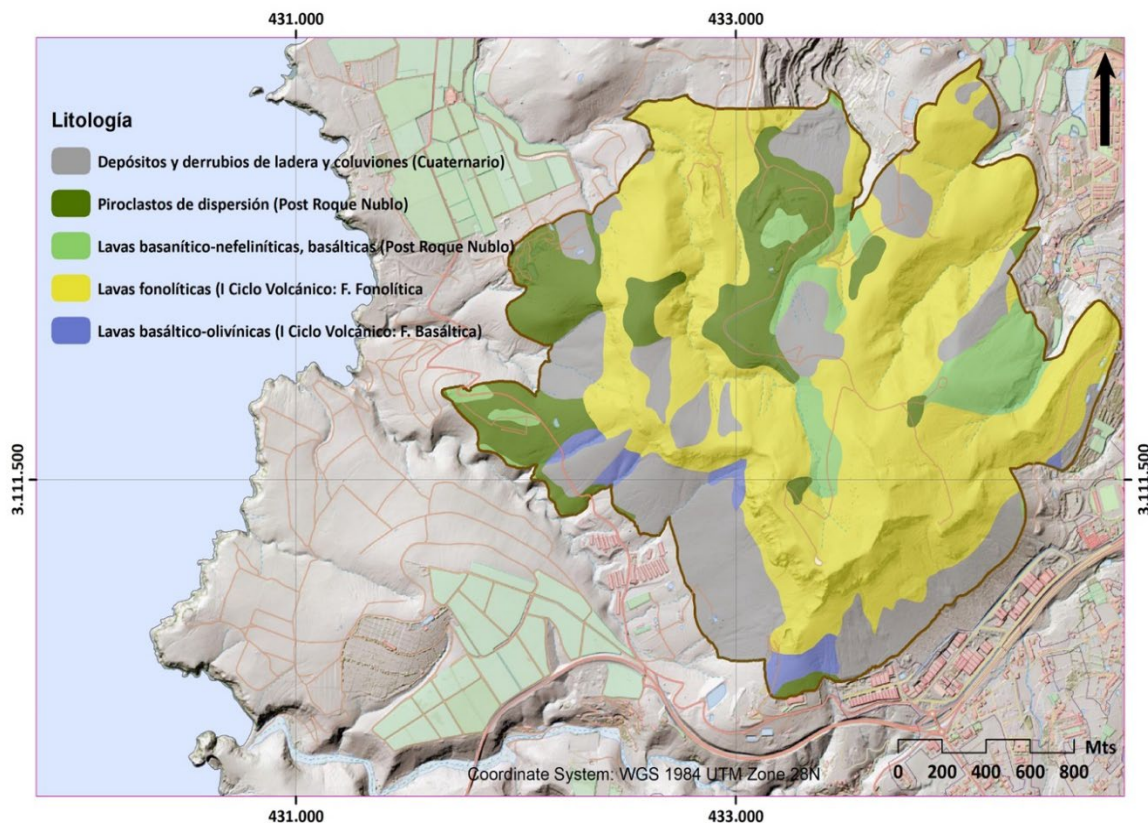 431.000
433.000
Litología
Depósitos y derrubios de ladera y coluviones (Cuaternario)
Piroclastos de dispersión (Post Roque Nublo)
Lavas basanítico-nefeliníticas, basálticas (Post Roque Nublo)
Lavas fonolíticas (I Ciclo Volcánico: F. Fonolítica
Lavas basáltico-olivínicas (I Ciclo Volcánico: F. Basáltica)
3.111.500
3.111.500
Mts
0 200 400 600 800
Coordinate System: WGS 1984 UTM Zone 28N
431.000
433.000